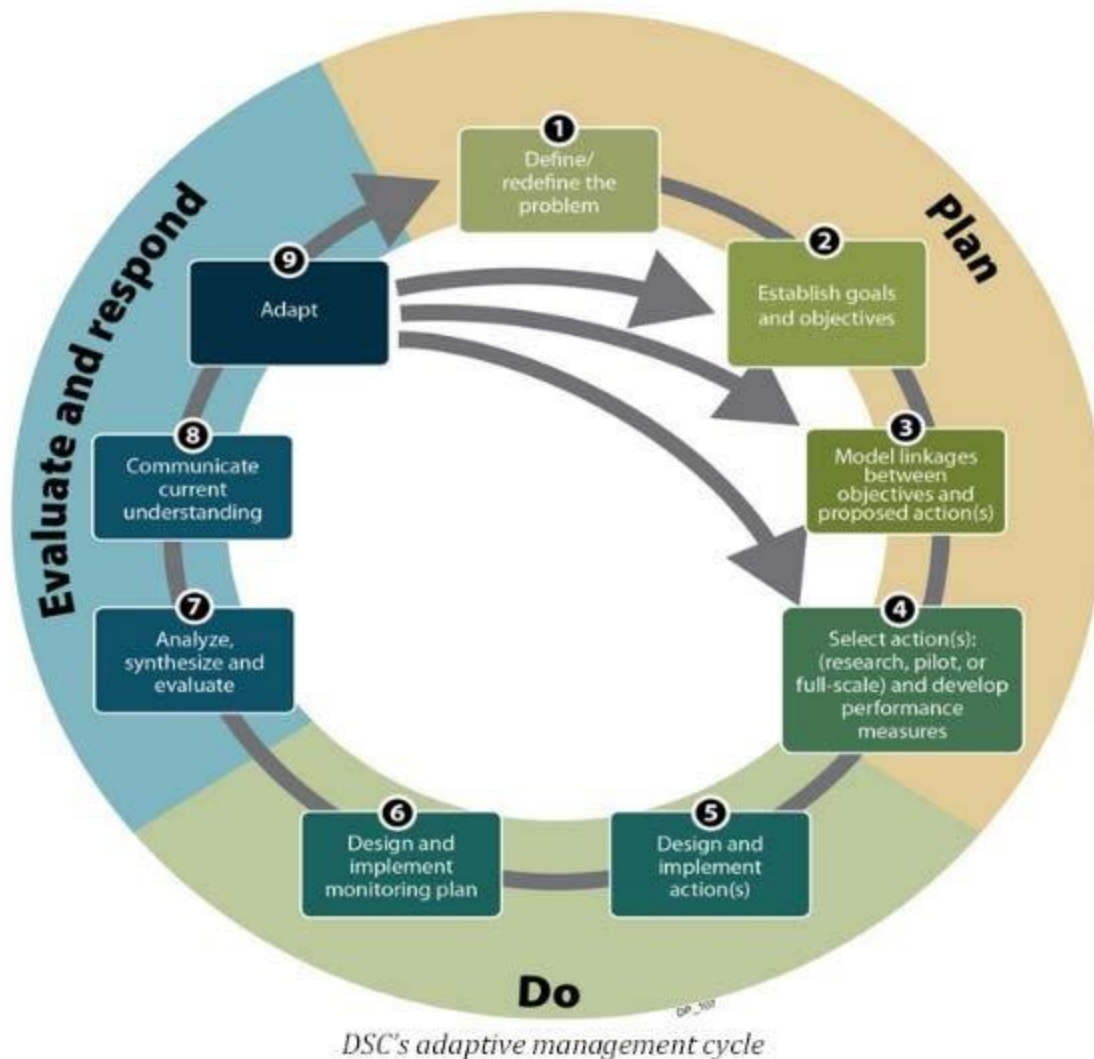 1
Define/
redefine the
problem
Plan
2
Establish goals
and objectives
3
Model linkages
between
objectives and
proposed action(s)
4
Select action(s):
(research, pilot, or
full-scale) and develop
performance
measures
5
Design and
implement
action(s)
6
Design and
implement
monitoring plan
Do
7
Analyze,
synthesize and
evaluate
8
Communicate
current
understanding
9
Adapt
Evaluate and respond
DSC's adaptive management cycle